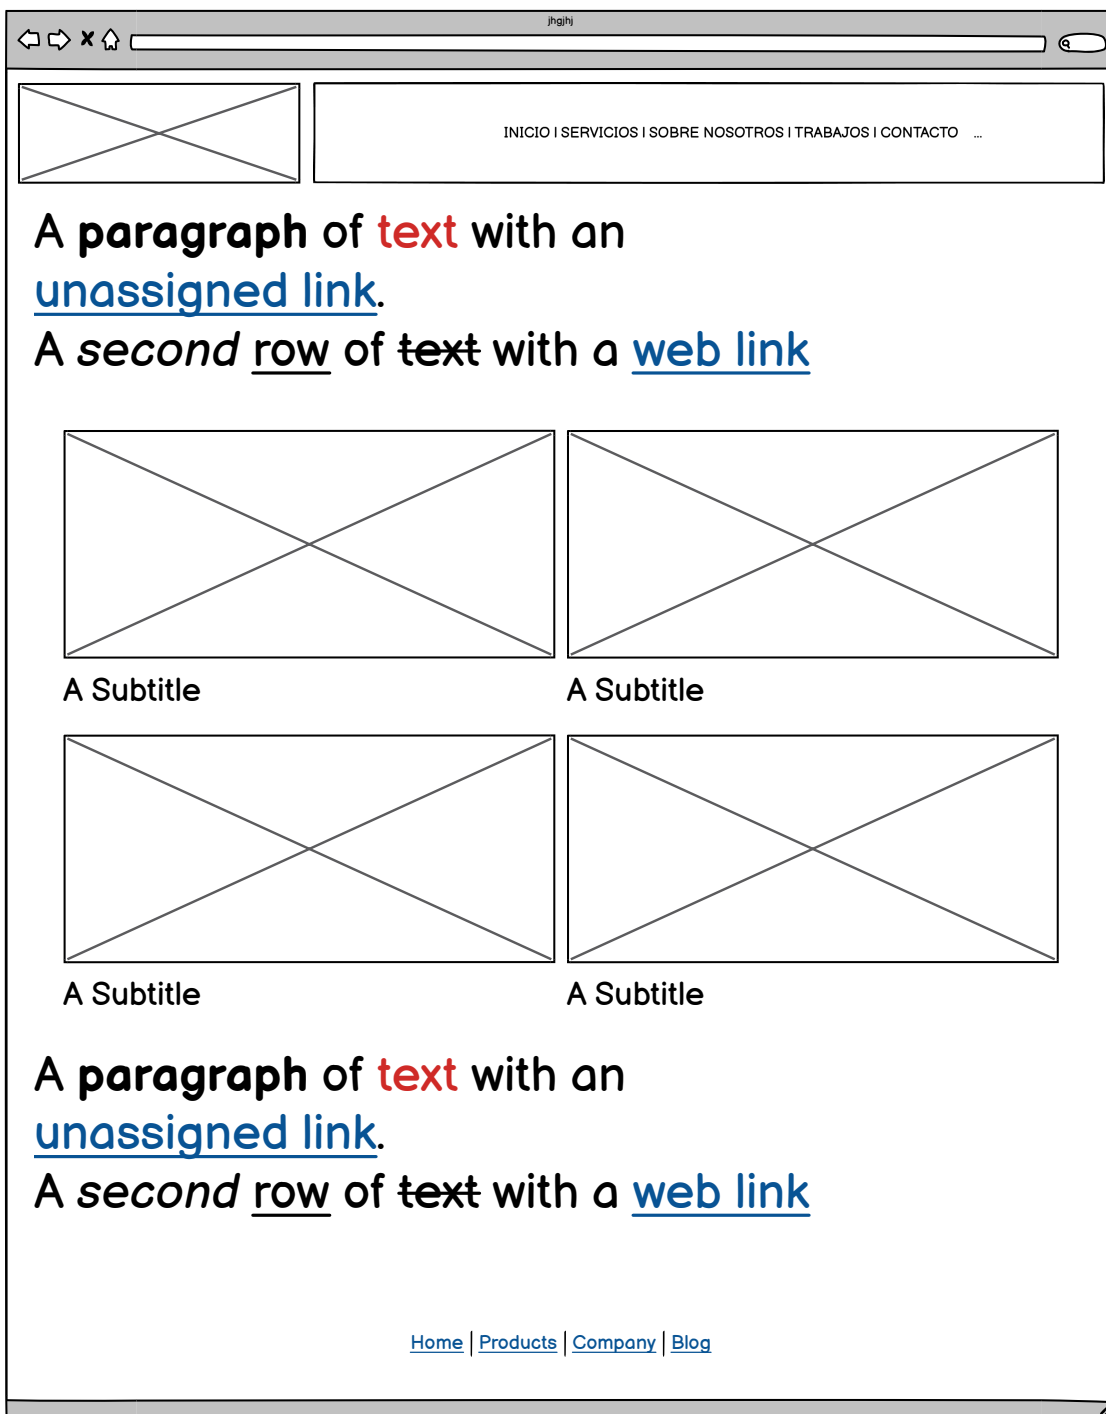 jhgjhj
INICIO | SERVICIOS | SOBRE NOSOTROS | TRABAJOS | CONTACTO ...
A paragraph of text with an
unassigned link.
A second row of text with a web link
A Subtitle
A Subtitle
A Subtitle
A Subtitle
A paragraph of text with an
unassigned link.
A second row of text with a web link
Home | Products | Company | Blog